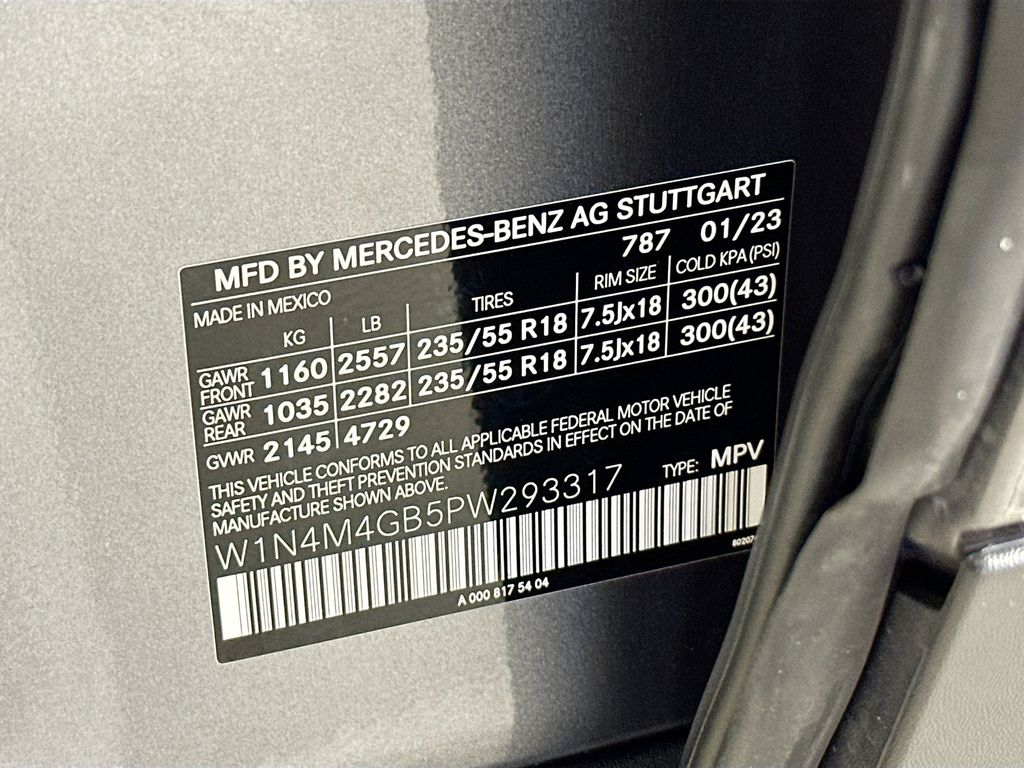 MFD BY MERCEDES-BENZ AG STUTTGART
MADE IN MEXICO 787 01/23
KG LB TIRES RIM SIZE COLD KPA (PSI)
GAWR FRONT 1160 2557 235/55 R18 7.5Jx18 300(43)
GAWR REAR 1035 2282 235/55 R18 7.5Jx18 300(43)
GVWR 2145 4729
THIS VEHICLE CONFORMS TO ALL APPLICABLE FEDERAL MOTOR VEHICLE
SAFETY AND THEFT PREVENTION STANDARDS IN EFFECT ON THE DATE OF
MANUFACTURE SHOWN ABOVE.
W1N4M4GB5PW293317 TYPE: MPV
A 000 817 54 04